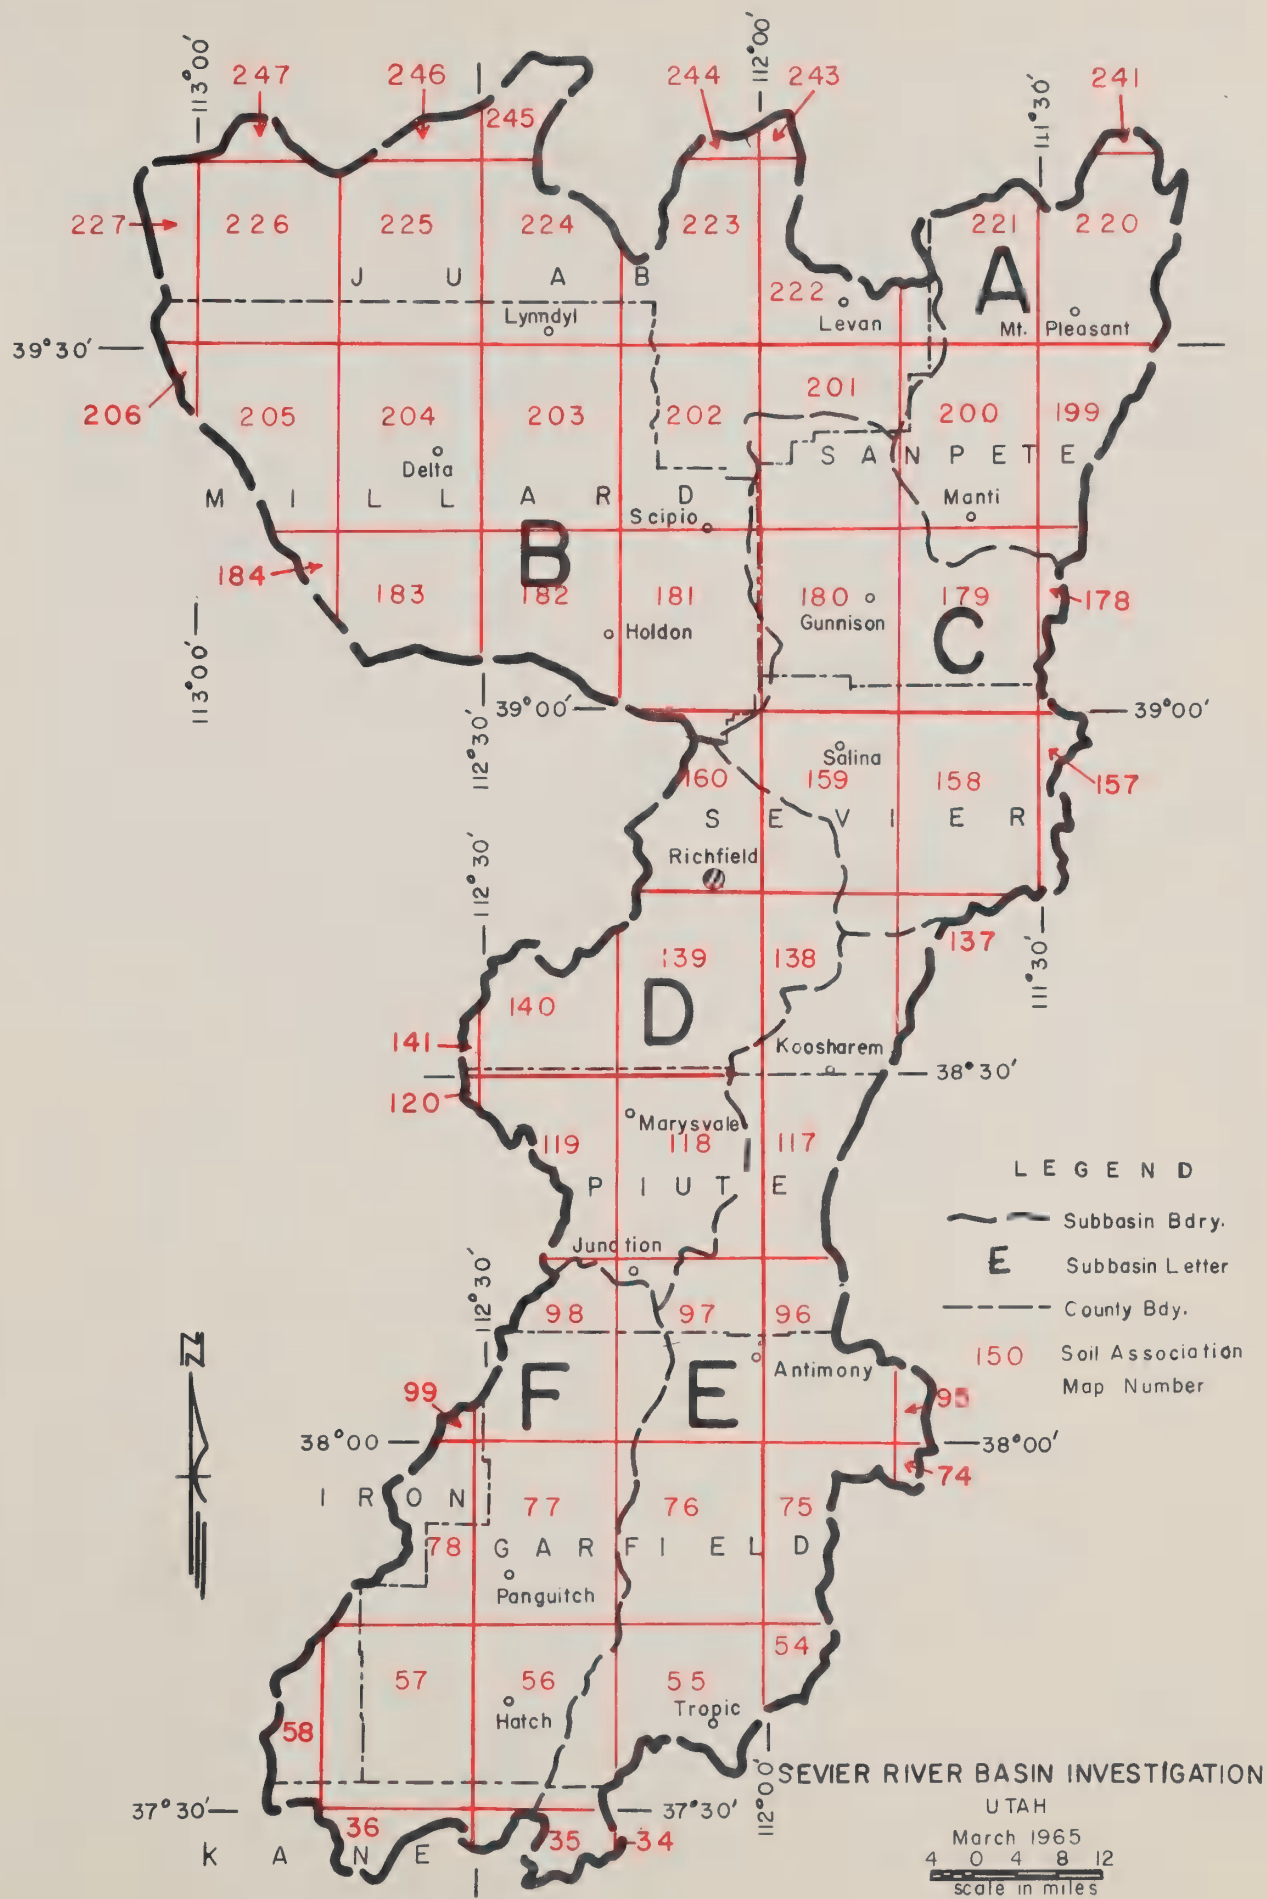 247
246
244
243
241
113°00'
112°00'
111°30'
245
227
226
225
224
223
221
220
A
J U A B
222
Levan
Lynndyl
Mt. Pleasant
39°30'
206
205
204
203
202
201
200
199
Delta
S A N P E T E
M I L L A R D
Manti
Scipio
B
184
183
182
181
180
179
178
Holdon
Gunnison
C
113°00'
112°30'
39°00'
39°00'
Salina
160
159
158
157
S E V I E R
Richfield
112°30'
137
111°30'
139
138
140
D
141
Koosharem
38°30'
120
Marysvale
119
118
117
P I U T E
Junction
LEGEND
Subbasin Bdry.
E Subbasin Letter
County Bdy.
150 Soil Association
Map Number
112°30'
98
97
96
Antimony
F
E
99
95
38°00
38°00'
74
N
I R O N
77
76
75
78
G A R F I E L D
Panguitch
54
57
56
55
Hatch
Tropic
58
112°00'
37°30'
37°30'
36
35
34
K A N E
SEVIER RIVER BASIN INVESTIGATION
UTAH
March 1965
4 0 4 8 12
scale in miles